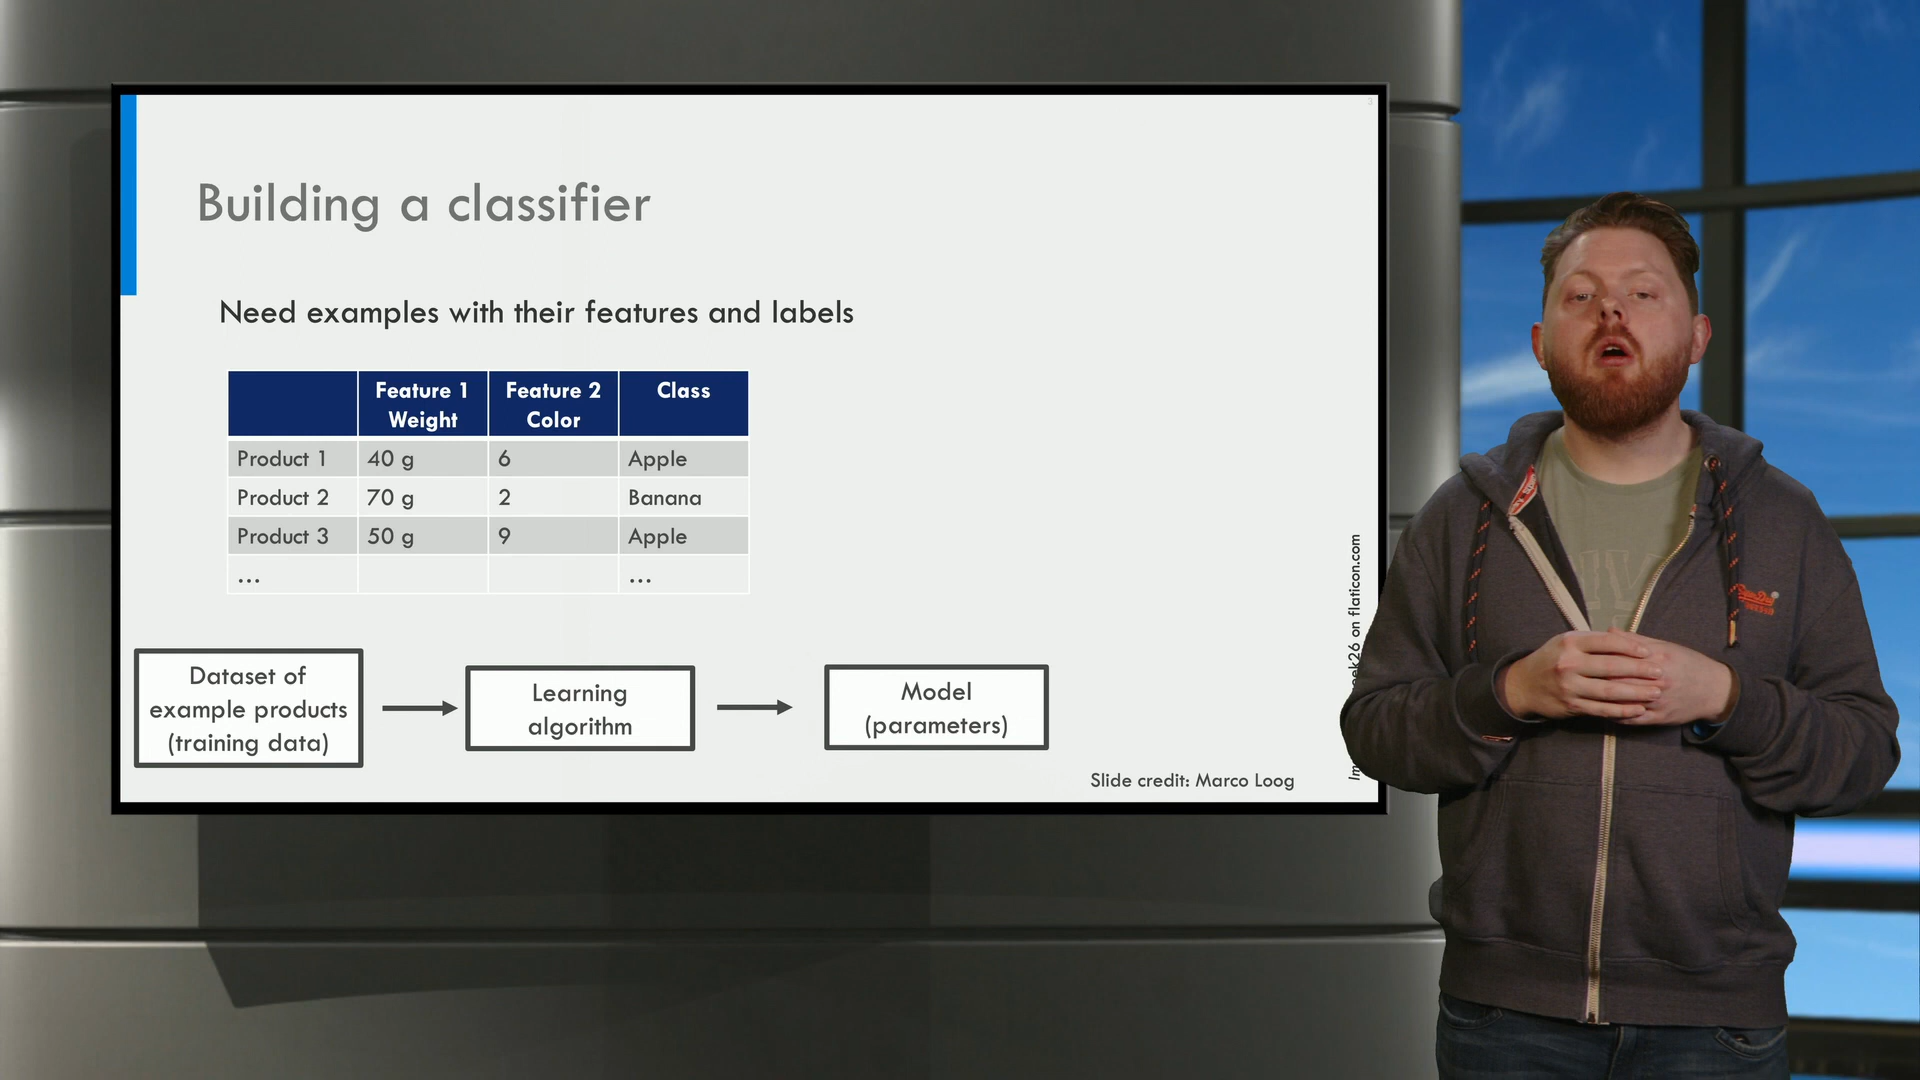 3
Building a classifier
Need examples with their features and labels
Feature 1 Feature 2 Class
Weight Color
Product 1 40 g 6 Apple
Product 2 70 g 2 Banana
Product 3 50 g 9 Apple
... ...
Dataset of
example products
(training data)
Learning
algorithm
Model
(parameters)
Slide credit: Marco Loog
on flaticon.com